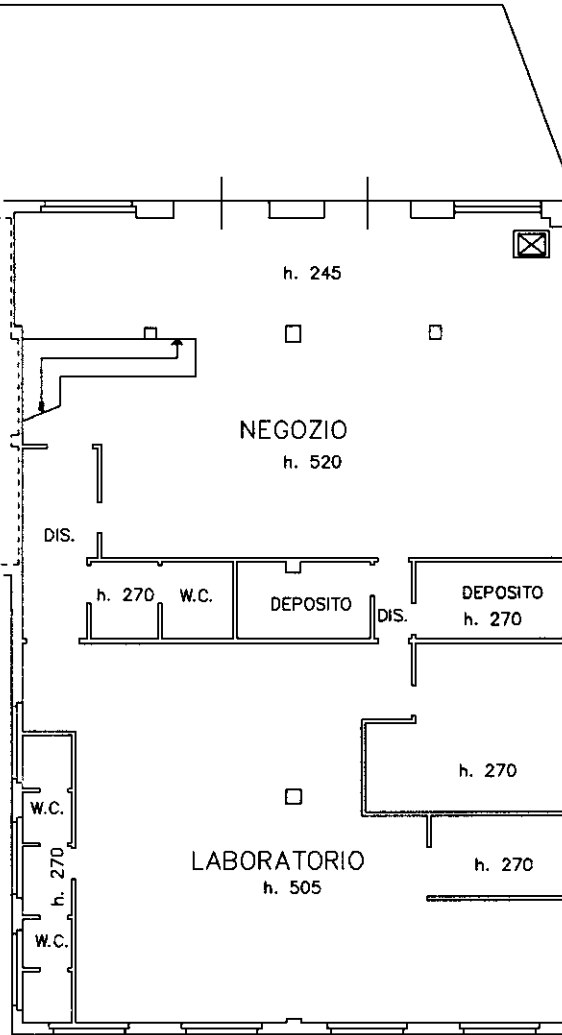 h. 245
NEGOZIO
h. 520
DIS.
h. 270
W.C.
DEPOSITO
DIS.
DEPOSITO
h. 270
h. 270
W.C.
h. 270
LABORATORIO
h. 505
h. 270
W.C.